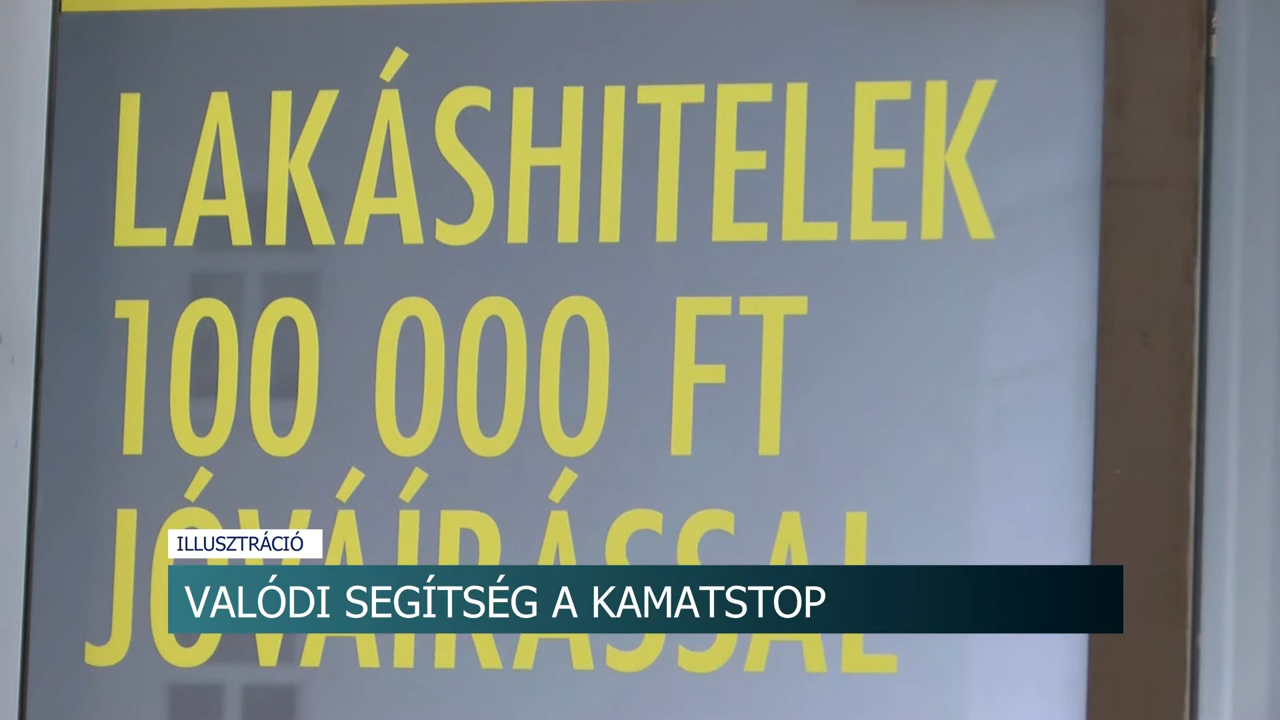 LAKÁSHITELEK
100 000 FT
JÓVÁÍRÁSSAL
ILLUSZTRÁCIÓ
VALÓDI SEGÍTSÉG A KAMATSTOP